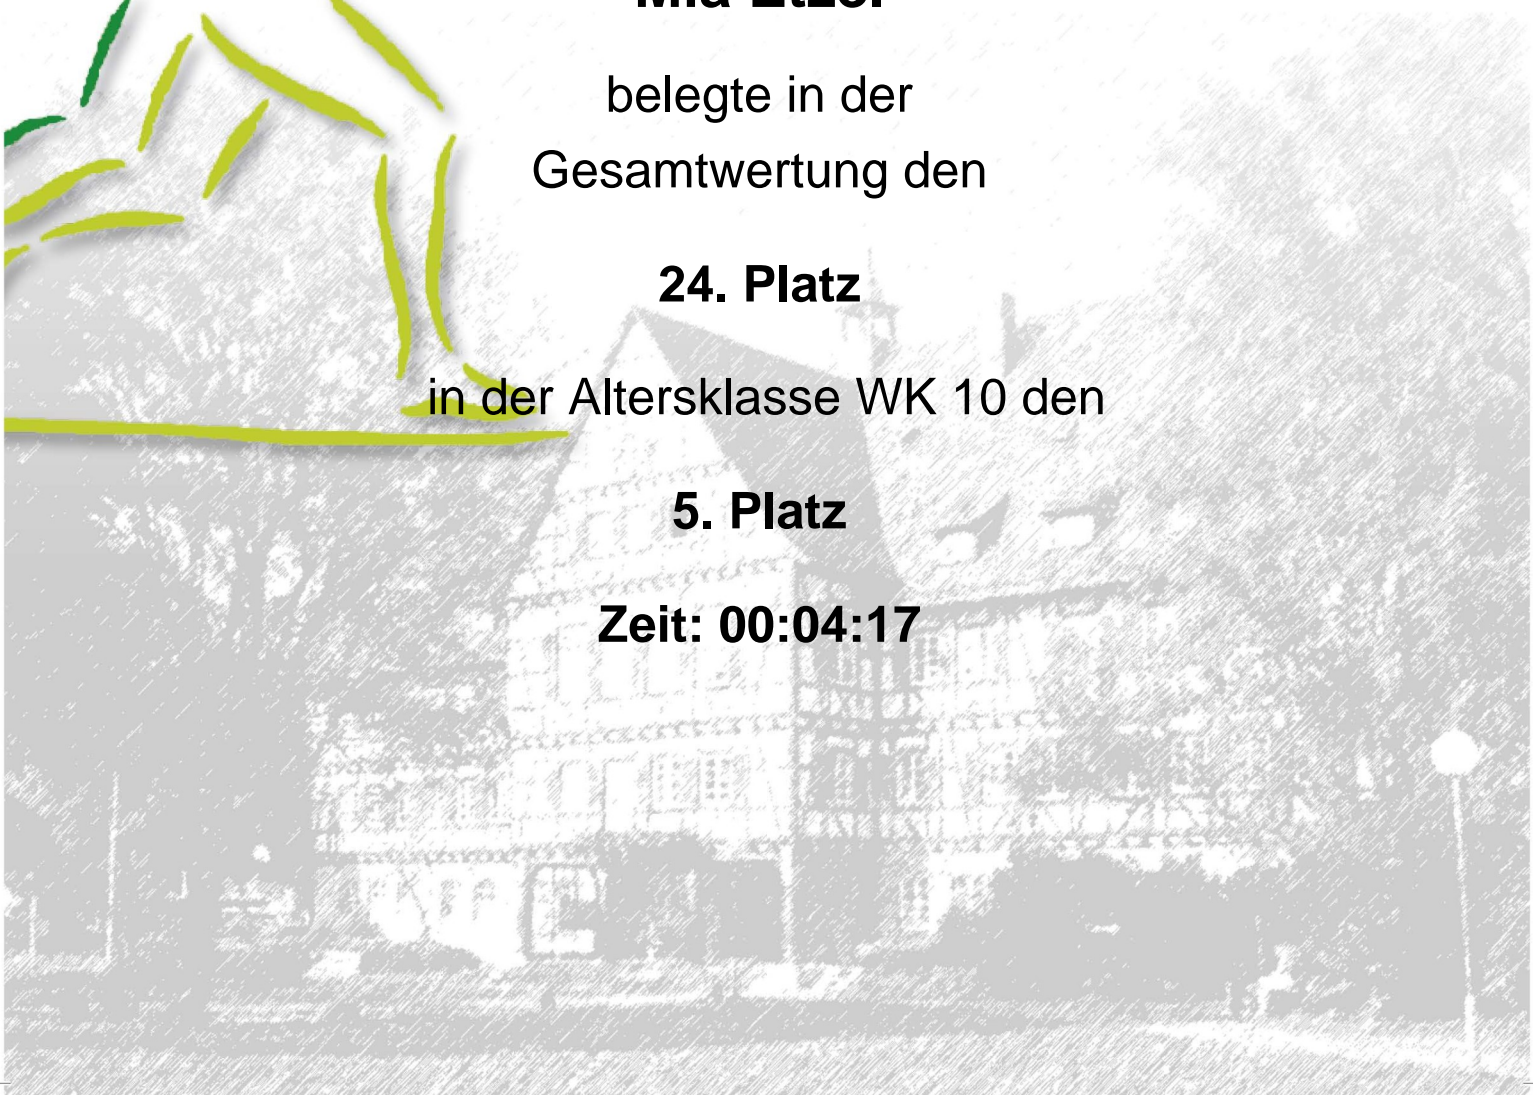 belegte in der
Gesamtwertung den
24. Platz
in der Altersklasse WK 10 den
5. Platz
Zeit: 00:04:17